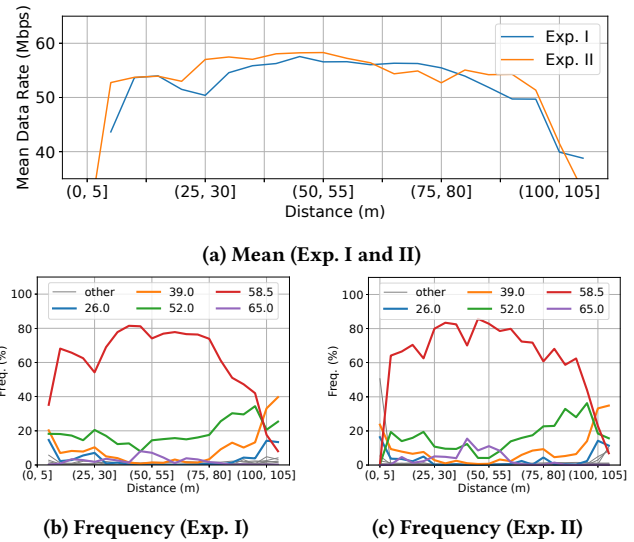 Mean Data Rate (Mbps)
60
50
40
Exp. I
Exp. II
(0, 5] (25, 30] (50, 55] (75, 80] (100, 105]
Distance (m)
(a) Mean (Exp. I and II)
Freq. (%)
100
80
60
40
20
0
other 39.0 58.5
26.0 52.0 65.0
(0, 5] (25, 30] (50, 55] (75, 80] (100, 105]
Distance (m)
Freq. (%)
100
80
60
40
20
0
other 39.0 58.5
26.0 52.0 65.0
(0, 5] (25, 30] (50, 55] (75, 80] (100, 105]
Distance (m)
(b) Frequency (Exp. I)
(c) Frequency (Exp. II)